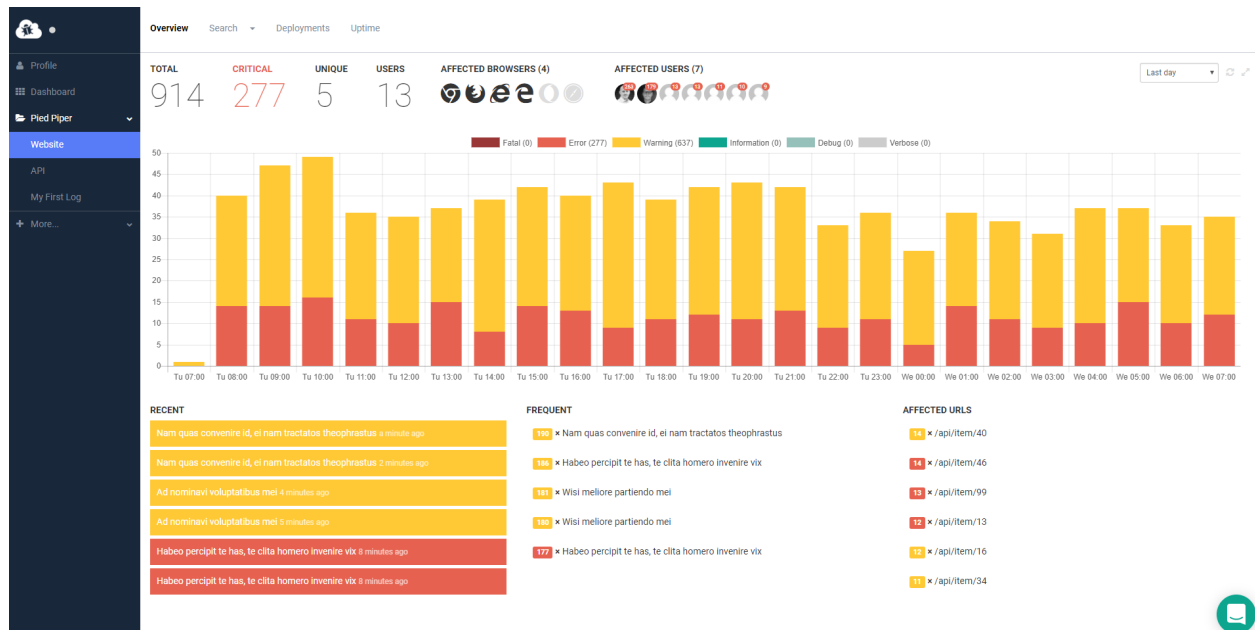 Overview Search Deployments Uptime
Profile
Dashboard
Pied Piper
Website
API
My First Log
More...
TOTAL CRITICAL UNIQUE USERS AFFECTED BROWSERS (4) AFFECTED USERS (7)
914 277 5 13
263 179 13 12 11 10 9
Last day
Fatal (0) Error (277) Warning (637) Information (0) Debug (0) Verbose (0)
50
45
40
35
30
25
20
15
10
5
0
Tu 07:00 Tu 08:00 Tu 09:00 Tu 10:00 Tu 11:00 Tu 12:00 Tu 13:00 Tu 14:00 Tu 15:00 Tu 16:00 Tu 17:00 Tu 18:00 Tu 19:00 Tu 20:00 Tu 21:00 Tu 22:00 Tu 23:00 We 00:00 We 01:00 We 02:00 We 03:00 We 04:00 We 05:00 We 06:00 We 07:00
RECENT
Nam quas convenire id, ei nam tractatos theophrastus a minute ago
Nam quas convenire id, ei nam tractatos theophrastus 2 minutes ago
Ad nominavi voluptatibus mei 4 minutes ago
Ad nominavi voluptatibus mei 5 minutes ago
Habeo percipit te has, te clita homero invenire vix 8 minutes ago
Habeo percipit te has, te clita homero invenire vix 8 minutes ago
FREQUENT
190 × Nam quas convenire id, ei nam tractatos theophrastus
186 × Habeo percipit te has, te clita homero invenire vix
181 × Wisi meliore partiendo mei
180 × Wisi meliore partiendo mei
177 × Habeo percipit te has, te clita homero invenire vix
AFFECTED URLS
14 × /api/item/40
14 × /api/item/46
13 × /api/item/99
12 × /api/item/13
12 × /api/item/16
11 × /api/item/34